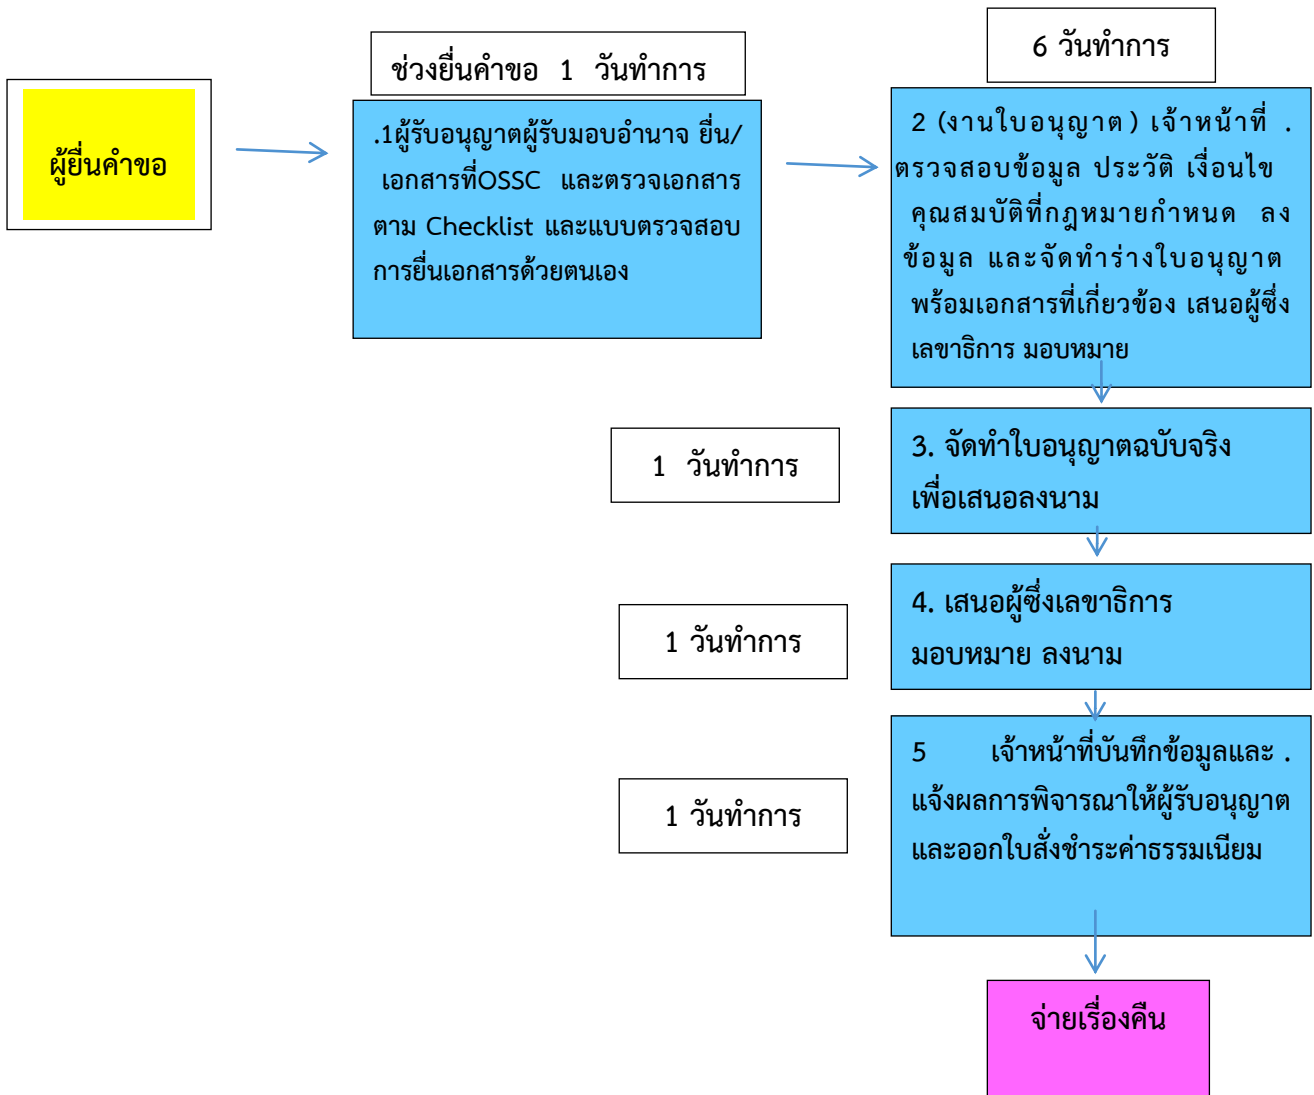 ผู้ยื่นคำขอ
ช่วงยื่นคำขอ 1 วันทำการ
.1ผู้รับอนุญาตผู้รับมอบอำนาจ ยื่น/
เอกสารที่OSSC และตรวจเอกสาร
ตาม Checklist และแบบตรวจสอบ
การยื่นเอกสารด้วยตนเอง
6 วันทำการ
2 (งานใบอนุญาต) เจ้าหน้าที่ .
ตรวจสอบข้อมูล ประวัติ เงื่อนไข
คุณสมบัติที่กฎหมายกำหนด ลง
ข้อมูล และจัดทำร่างใบอนุญาต
พร้อมเอกสารที่เกี่ยวข้อง เสนอผู้ซึ่ง
เลขาธิการ มอบหมาย
1 วันทำการ
3. จัดทำใบอนุญาตฉบับจริง
เพื่อเสนอลงนาม
1 วันทำการ
4. เสนอผู้ซึ่งเลขาธิการ
มอบหมาย ลงนาม
1 วันทำการ
5 เจ้าหน้าที่บันทึกข้อมูลและ .
แจ้งผลการพิจารณาให้ผู้รับอนุญาต
และออกใบสั่งชำระค่าธรรมเนียม
จ่ายเรื่องคืน